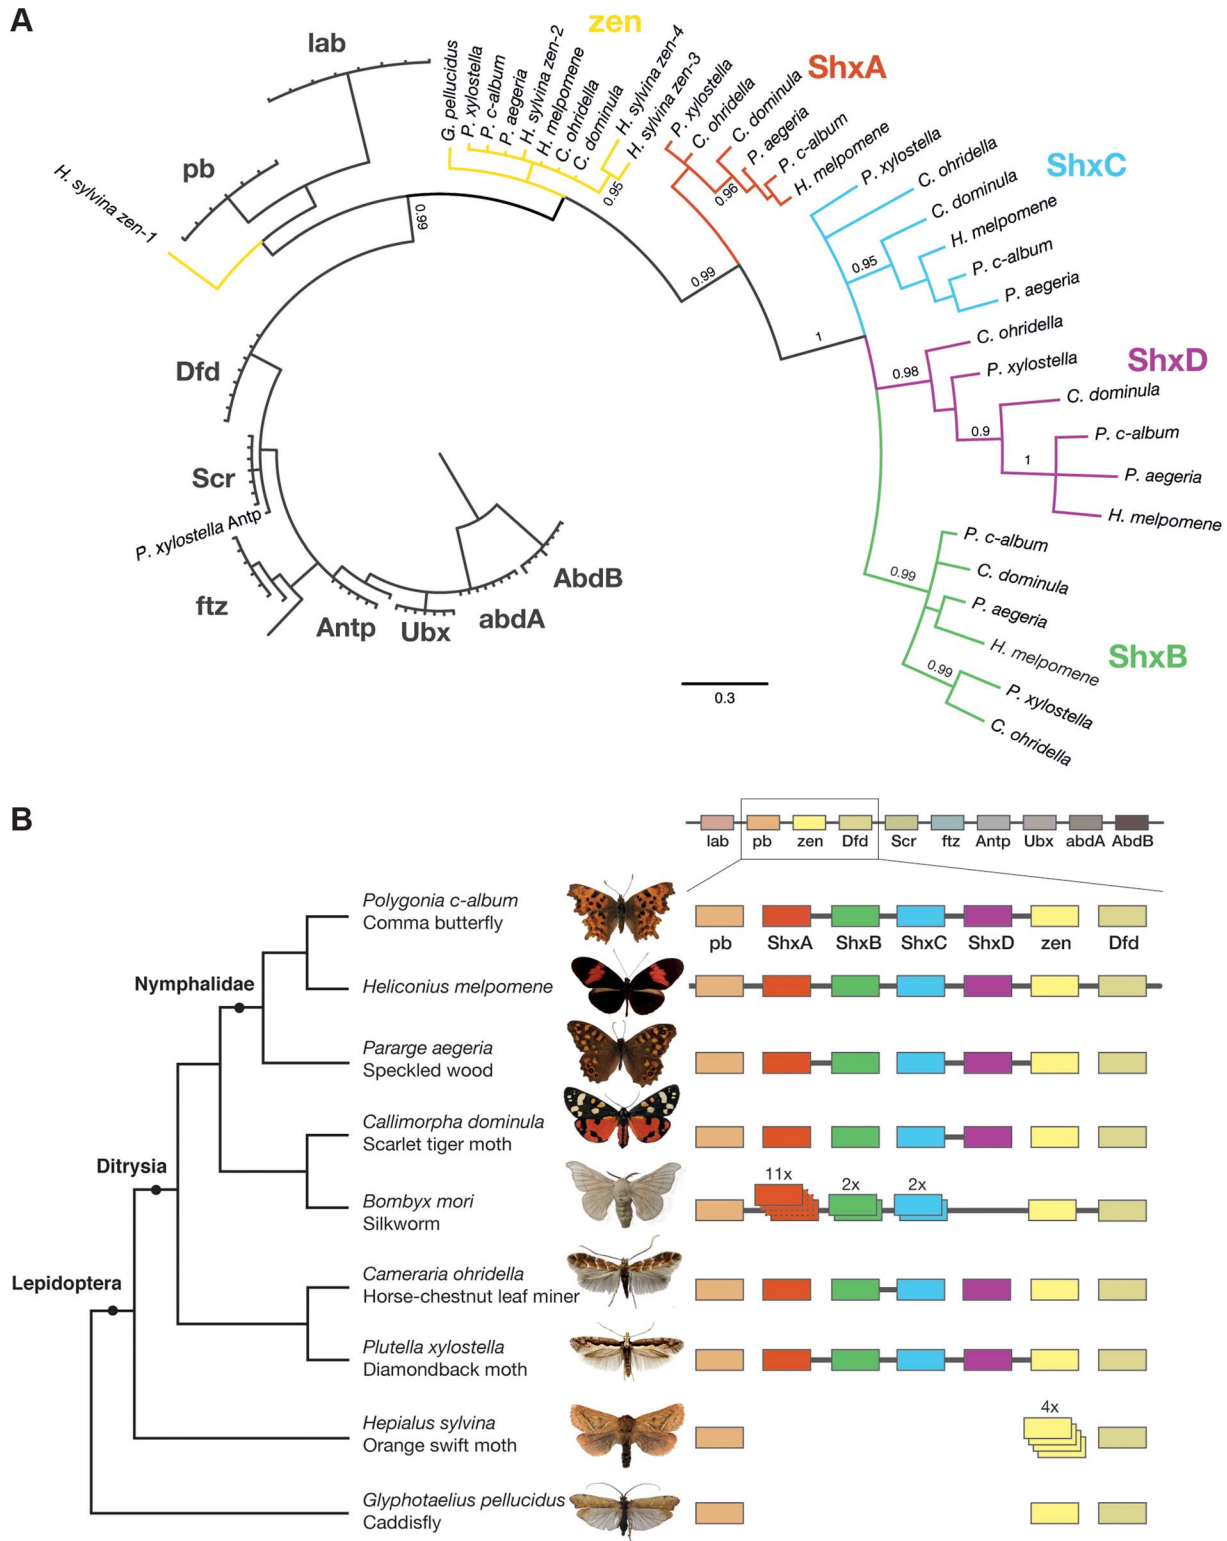 A
lab
pb
H. sylvina zen-1
zen
G. pellucidus
P. xylostella
P. c-album
P. aegeria
H. sylvina zen-2
H. melpomene
C. ohridella
C. dominula
H. sylvina zen-4
H. sylvina zen-3
0.95
0.99
ShxA
P. xylostella
C. ohridella
C. dominula
P. aegeria
P. c-album
H. melpomene
0.96
0.99
ShxC
P. xylostella
C. ohridella
C. dominula
H. melpomene
P. c-album
P. aegeria
0.95
1
ShxD
C. ohridella
P. xylostella
C. dominula
P. c-album
P. aegeria
H. melpomene
0.98
0.9
1
ShxB
P. c-album
C. dominula
P. aegeria
H. melpomene
P. xylostella
C. ohridella
0.99
0.99
Dfd
Scr
P. xylostella Antp
ftz
Antp
Ubx
abdA
AbdB
0.3
B
lab pb zen Dfd Scr ftz Antp Ubx abdA AbdB
Polygonia c-album
Comma butterfly
pb ShxA ShxB ShxC ShxD zen Dfd
Nymphalidae
Heliconius melpomene
Pararge aegeria
Speckled wood
Callimorpha dominula
Scarlet tiger moth
Ditrysia
11x 2x 2x
Bombyx mori
Silkworm
Lepidoptera
Cameraria ohridella
Horse-chestnut leaf miner
Plutella xylostella
Diamondback moth
4x
Hepialus sylvina
Orange swift moth
Glyphotaelius pellucidus
Caddisfly